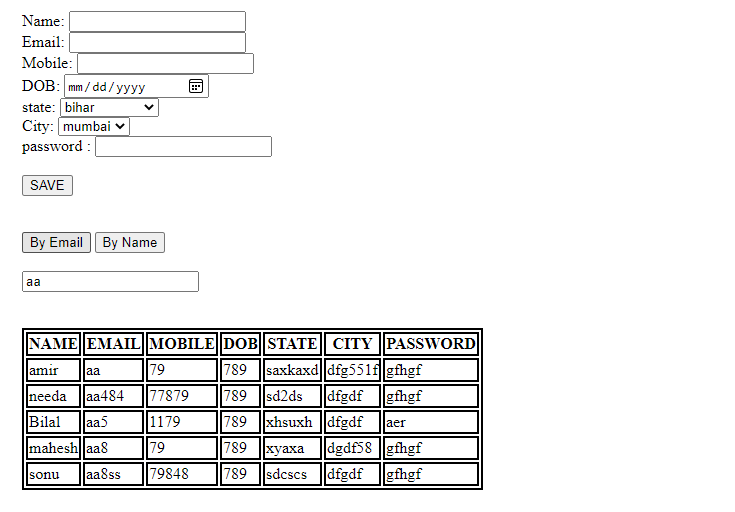 Name:
Email:
Mobile:
DOB: mm/dd/yyyy
state: bihar
City: mumbai
password :
SAVE
By Email By Name
aa
NAME EMAIL MOBILE DOB STATE CITY PASSWORD
amir aa 79 789 saxkaxd dfg551f gfhgf
needa aa484 77879 789 sd2ds dfgdf gfhgf
Bilal aa5 1179 789 xhsuxh dfgdf aer
mahesh aa8 79 789 xyaxa dgdf58 gfhgf
sonu aa8ss 79848 789 sdcscs dfgdf gfhgf